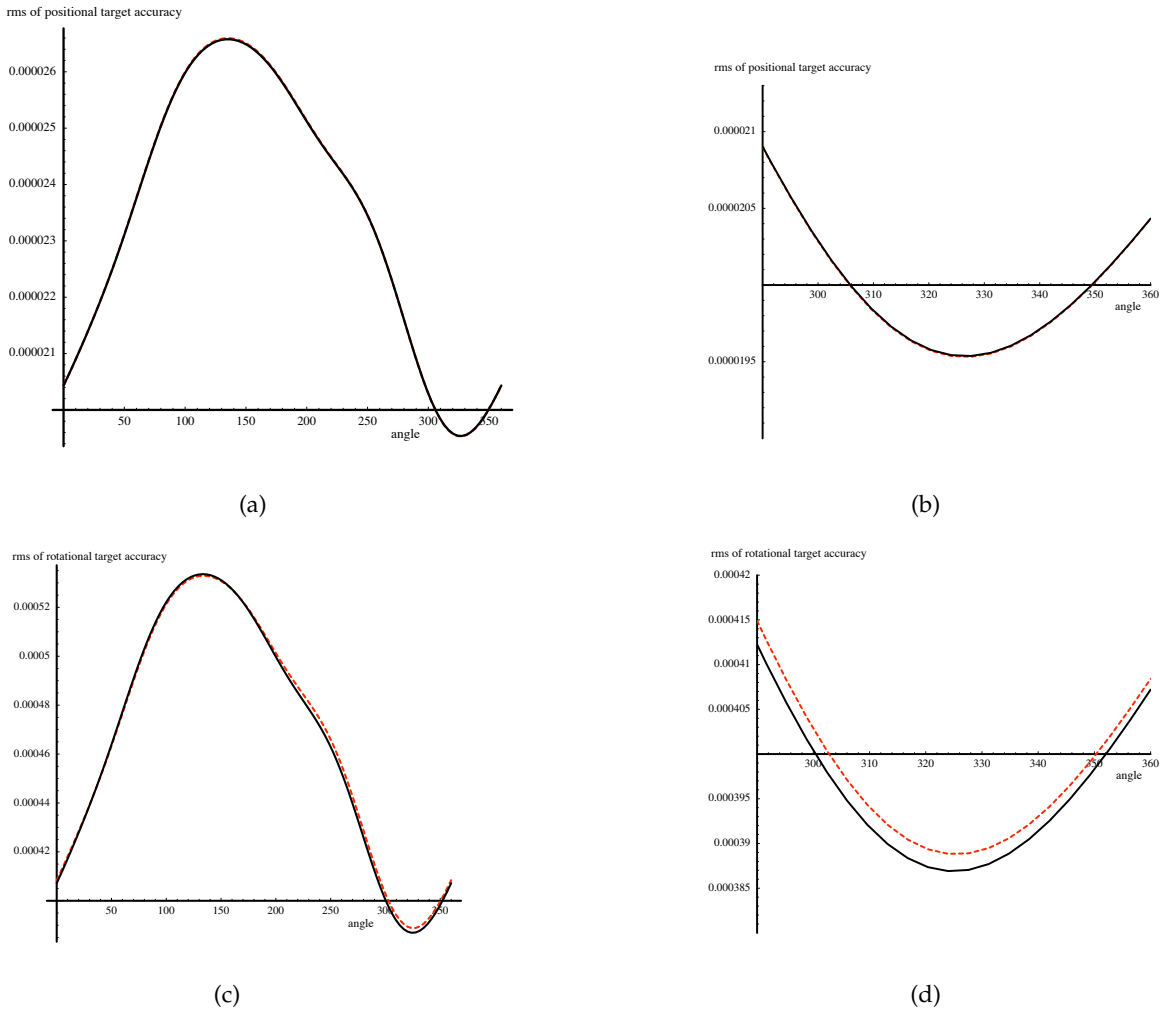 rms of positional target accuracy
0.000026
0.000025
0.000024
0.000023
0.000022
0.000021
50 100 150 200 250 300 350
angle
(a)
rms of positional target accuracy
0.000021
0.0000205
300 310 320 330 340 350 360
angle
0.0000195
(b)
rms of rotational target accuracy
0.00052
0.0005
0.00048
0.00046
0.00044
0.00042
50 100 150 200 250 300 350
angle
(c)
rms of rotational target accuracy
0.00042
0.000415
0.00041
0.000405
300 310 320 330 340 350 360
angle
0.000395
0.00039
0.000385
(d)